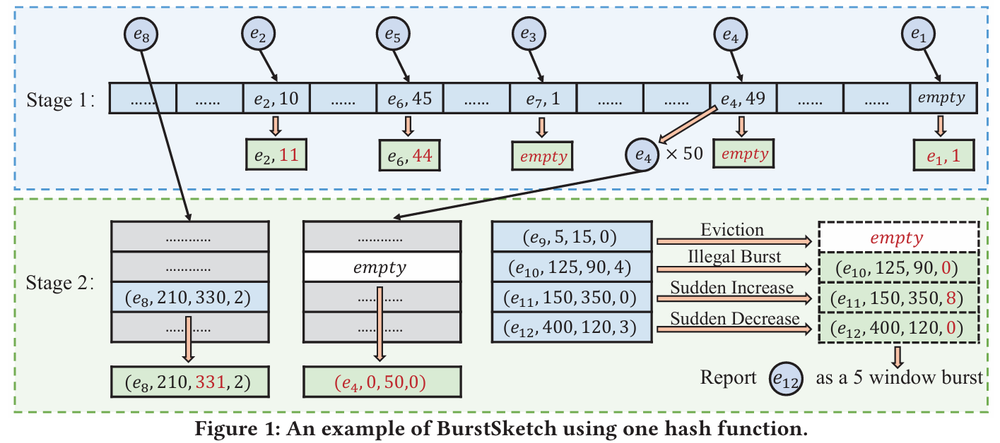 e8 e2 e5 e3 e4 e1
Stage 1: ...... ...... e2, 10 ...... e6, 45 ...... e7, 1 ...... ...... e4, 49 ...... ...... empty
e2, 11 e6, 44 empty e4 × 50 empty e1, 1
Stage 2:
............
............
(e8, 210, 330, 2)
............
(e8, 210, 331, 2)
............
empty
............
............
(e4, 0, 50,0)
(e9, 5, 15, 0) Eviction empty
(e10, 125, 90, 4) Illegal Burst (e10, 125, 90, 0)
(e11, 150, 350, 0) Sudden Increase (e11, 150, 350, 8)
(e12, 400, 120, 3) Sudden Decrease (e12, 400, 120, 0)
Report e12 as a 5 window burst
Figure 1: An example of BurstSketch using one hash function.